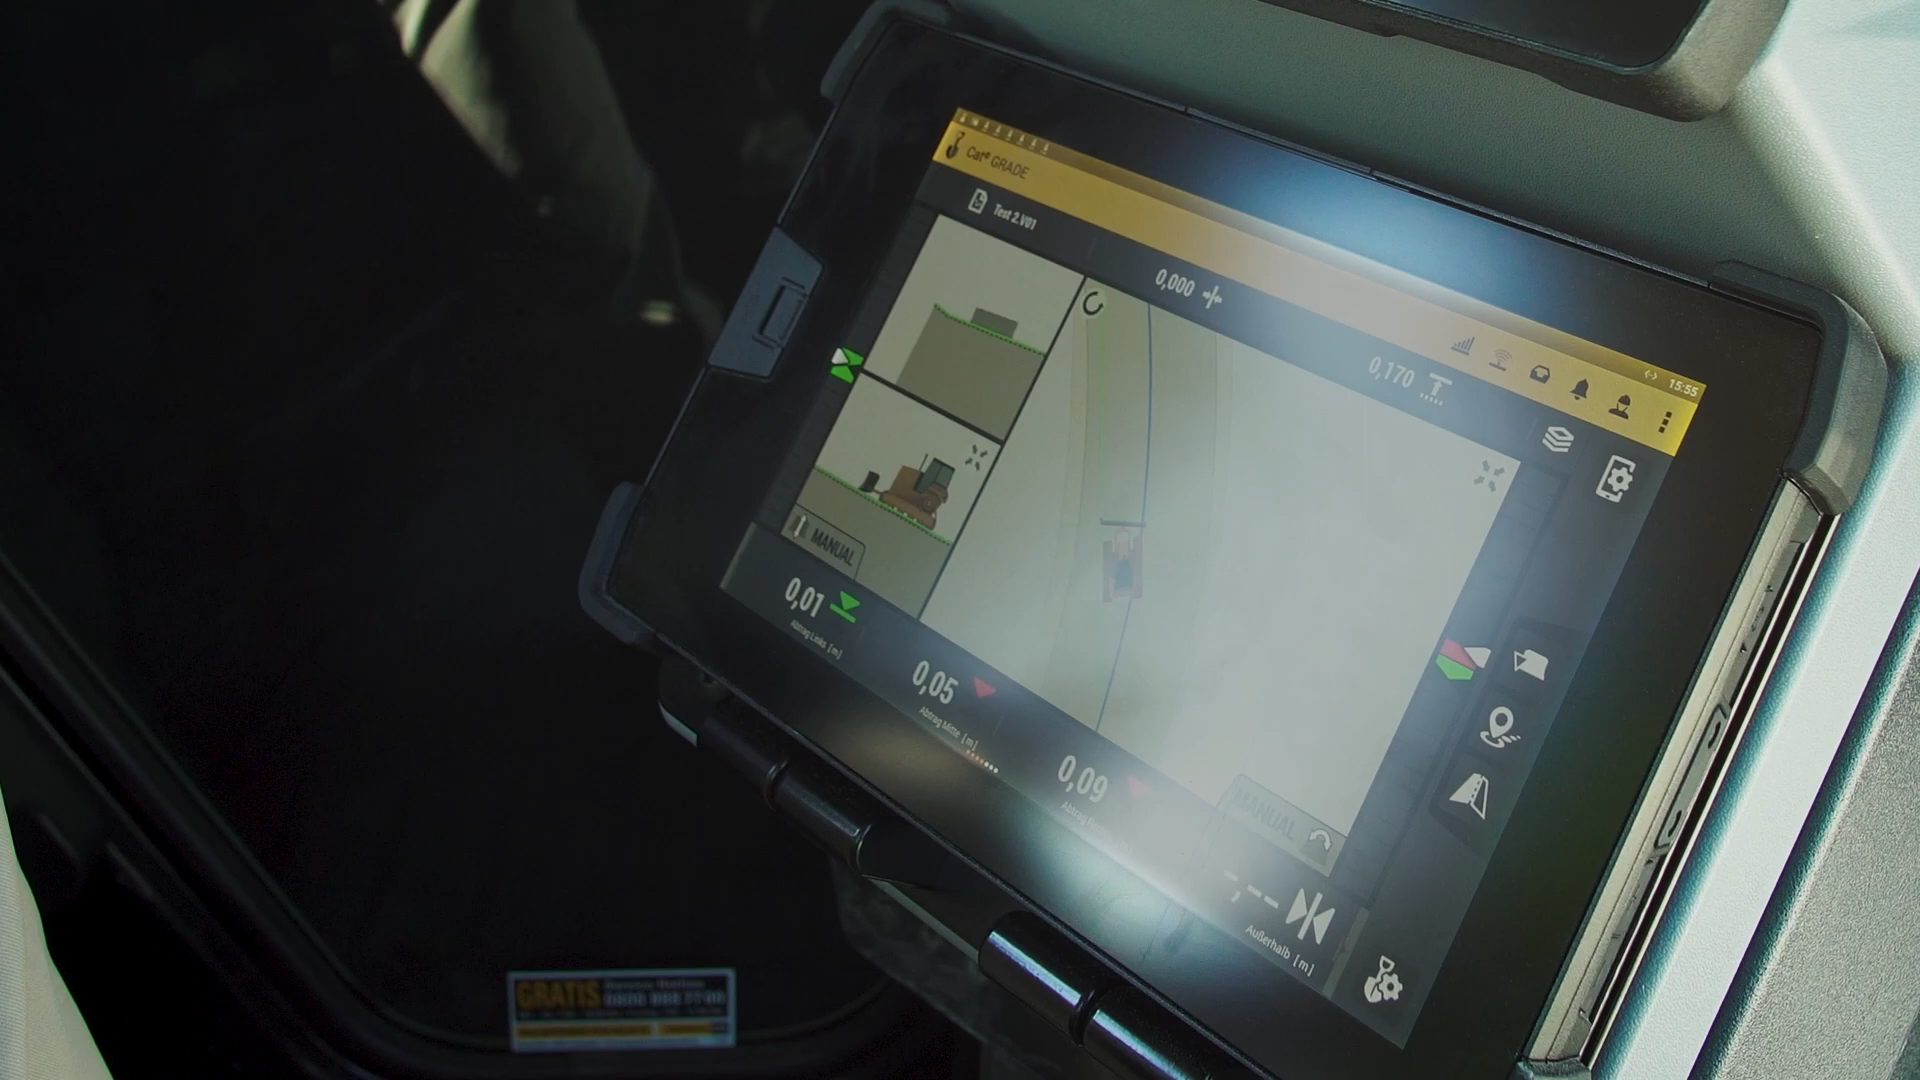 Cat® GRADE
15:55
Test 2.V01
0,000
0,170
MANUAL
0,01
Abtrag Links [m]
0,05
Abtrag Mitte [m]
0,09
Abtrag
MANUAL
-,--
Außerhalb [m]
GRATIS